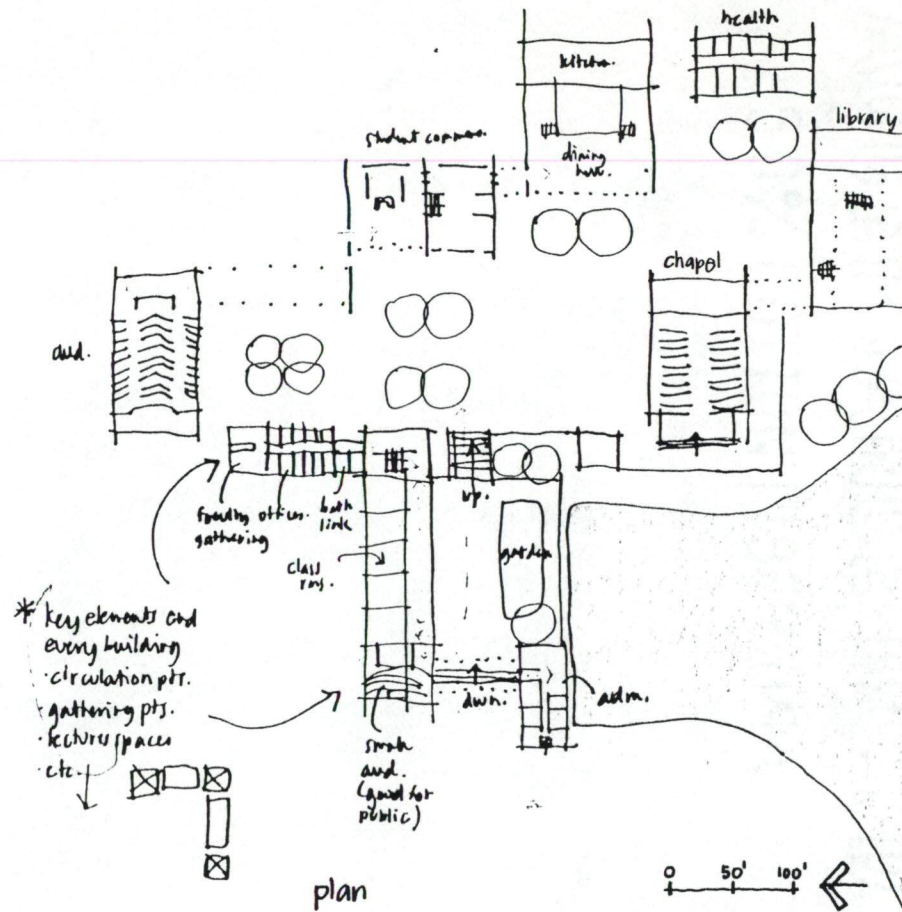 health
kitchen.
library
student commons.
dining
hall.
chapel
aud.
up.
faculty offices.
gathering
bath
link
garden
class
rms.
* key elements end
every building
· circulation pts.
· gathering pts.
· lecture spaces
· etc.
dwn.
adm.
small
aud.
(good for
public)
plan
0 50' 100'